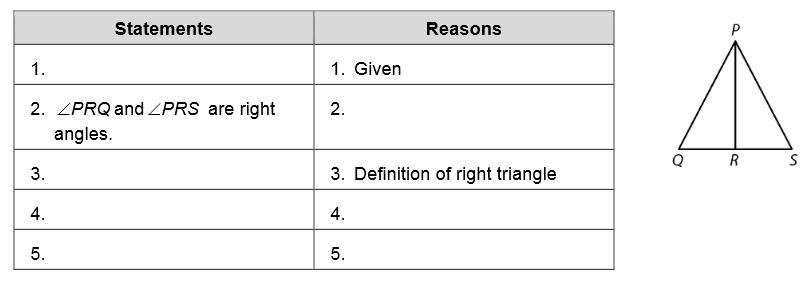 Statements Reasons
1. 1. Given
2. ∠PRQ and ∠PRS are right 2.
angles.
3. 3. Definition of right triangle
4. 4.
5. 5.
P
Q R S